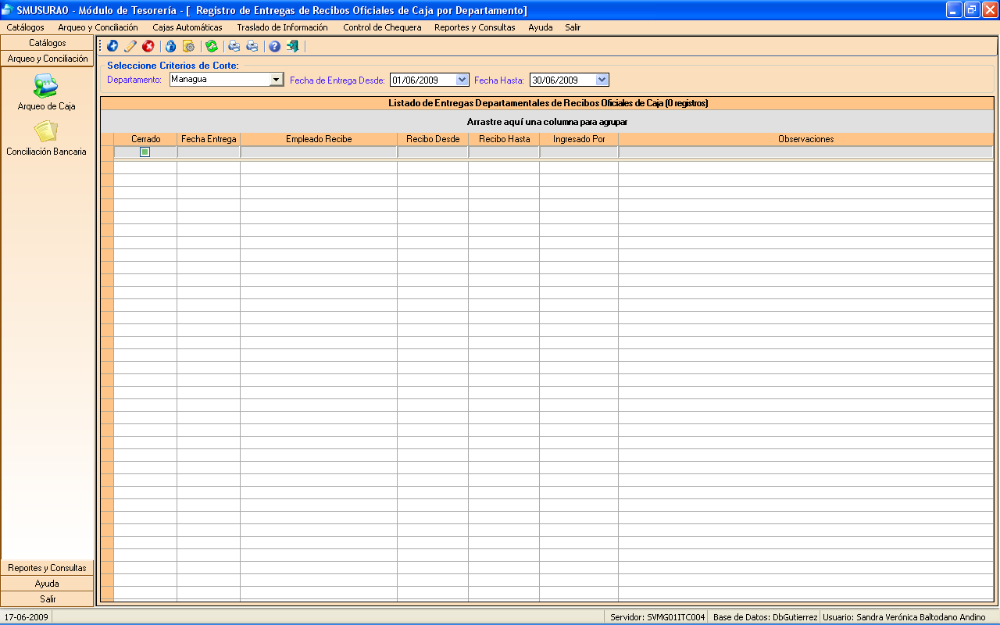 SMUSURA0 - Módulo de Tesorería - [ Registro de Entregas de Recibos Oficiales de Caja por Departamento]
Catálogos Arqueo y Conciliación Cajas Automáticas Traslado de Información Control de Chequera Reportes y Consultas Ayuda Salir
Catálogos
Arqueo y Conciliación
Arqueo de Caja
Conciliación Bancaria
Seleccione Criterios de Corte:
Departamento: Managua Fecha de Entrega Desde: 01/06/2009 Fecha Hasta: 30/06/2009
Listado de Entregas Departamentales de Recibos Oficiales de Caja (0 registros)
Arrastre aquí una columna para agrupar
Cerrado Fecha Entrega Empleado Recibe Recibo Desde Recibo Hasta Ingresado Por Observaciones
Reportes y Consultas
Ayuda
Salir
17-06-2009 Servidor: SVMG01ITC004 Base de Datos: DbGutierrez Usuario: Sandra Verónica Baltodano Andino